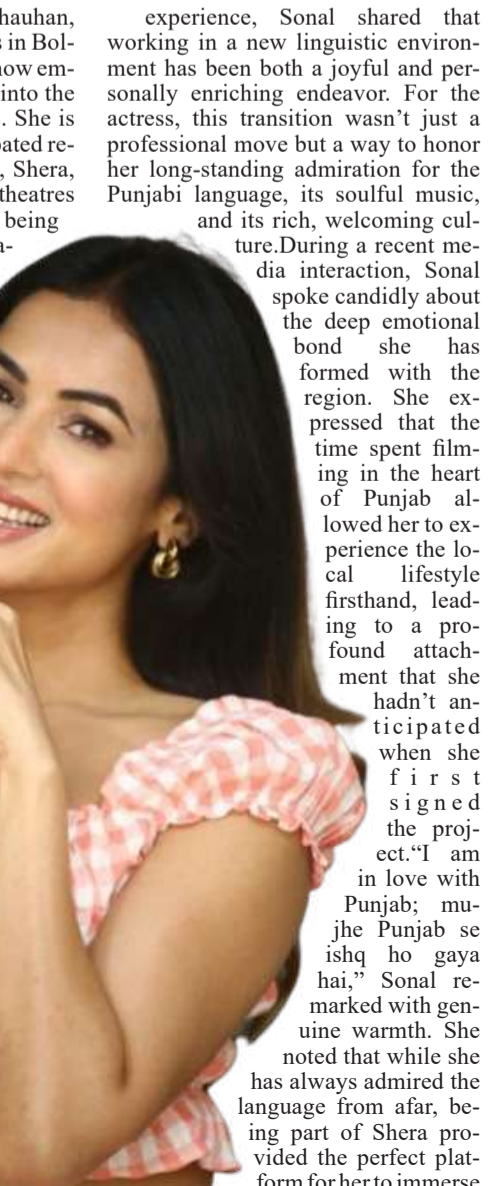 hauhan,
s in Bol-
now em-
into the
. She is
pated re-
, Shera,
theatres
being
a-
experience, Sonal shared that
working in a new linguistic environ-
ment has been both a joyful and per-
sonally enriching endeavor. For the
actress, this transition wasn’t just a
professional move but a way to honor
her long-standing admiration for the
Punjabi language, its soulful music,
and its rich, welcoming cul-
ture.During a recent me-
dia interaction, Sonal
spoke candidly about
the deep emotional
bond she has
formed with the
region. She ex-
pressed that the
time spent film-
ing in the heart
of Punjab al-
lowed her to ex-
perience the lo-
cal lifestyle
firsthand, lead-
ing to a pro-
found attach-
ment that she
hadn’t an-
ticipated
when she
first
signed
the proj-
ect.“I am
in love with
Punjab; mu-
jhe Punjab se
ishq ho gaya
hai,” Sonal re-
marked with gen-
uine warmth. She
noted that while she
has always admired the
language from afar, be-
ing part of Shera pro-
vided the perfect plat-
form for her to immerse